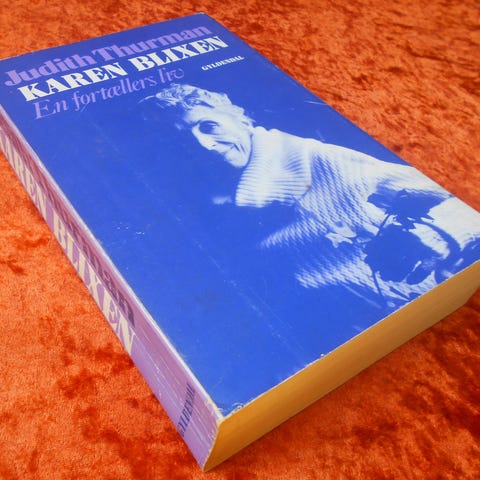 Judith Thurman
KAREN BLIXEN
GYLDENDAL
En fortællers liv
KAREN BLIXEN
GYLDENDAL